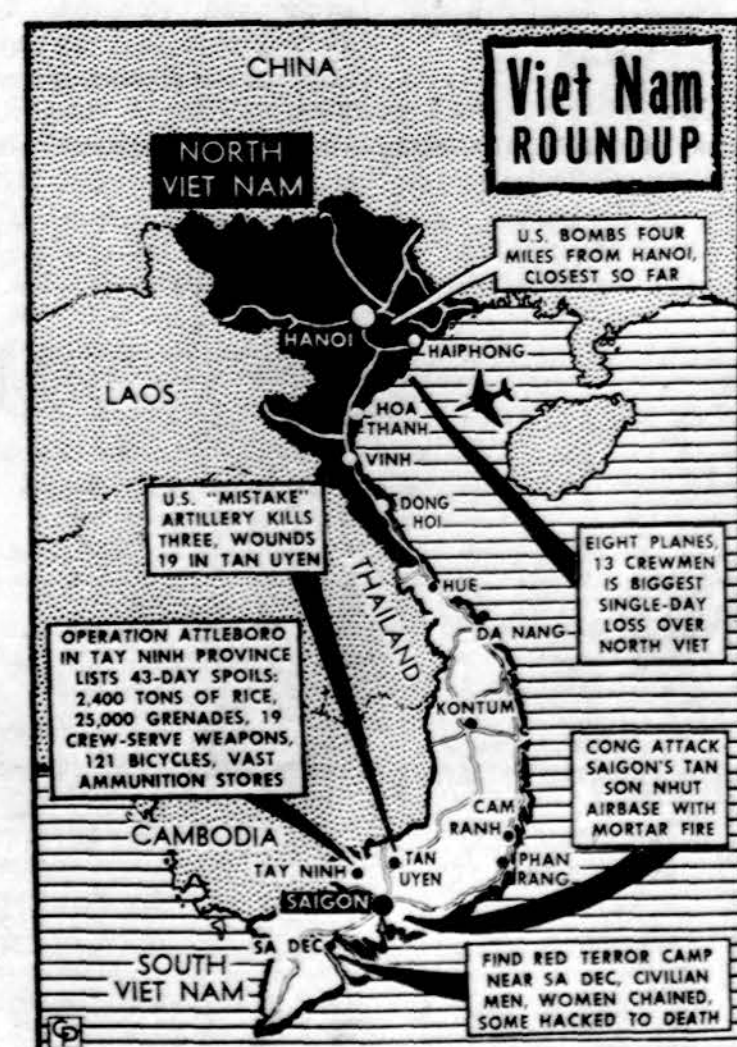 CHINA
Viet Nam
ROUNDUP
NORTH
VIET NAM
U.S. BOMBS FOUR
MILES FROM HANOI,
CLOSEST SO FAR
HANOI
HAIPHONG
LAOS
HOA
THANH
VINH
U.S. "MISTAKE"
ARTILLERY KILLS
THREE, WOUNDS
19 IN TAN UYEN
DONG
HOI
EIGHT PLANES,
13 CREWMEN
IS BIGGEST
SINGLE-DAY
LOSS OVER
NORTH VIET
THAILAND
HUE
DA NANG
OPERATION ATTLEBORO
IN TAY NINH PROVINCE
LISTS 43-DAY SPOILS:
2,400 TONS OF RICE,
25,000 GRENADES, 19
CREW-SERVE WEAPONS,
121 BICYCLES, VAST
AMMUNITION STORES
KONTUM
CONG ATTACK
SAIGON'S TAN
SON NHUT
AIRBASE WITH
MORTAR FIRE
CAMBODIA
CAM
RANH
TAY NINH
TAN
UYEN
PHAN
RANG
SAIGON
SA DEC
SOUTH
VIET NAM
FIND RED TERROR CAMP
NEAR SA DEC, CIVILIAN
MEN, WOMEN CHAINED,
SOME HACKED TO DEATH
CP